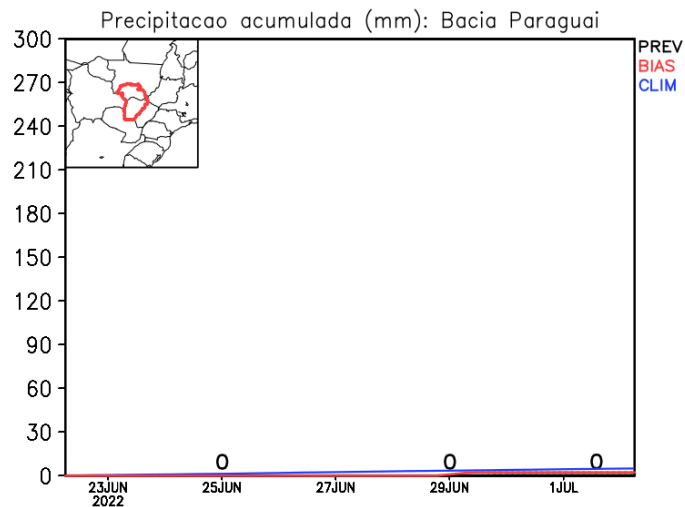 Precipitacao acumulada (mm): Bacia Paraguai
PREV
BIAS
CLIM
300
270
240
210
180
150
120
90
60
30
0
0 0 0
23JUN 25JUN 27JUN 29JUN 1JUL
2022